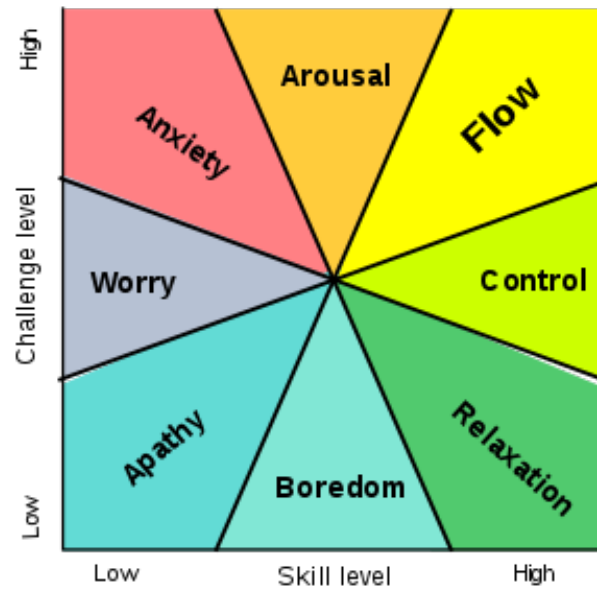 High
Arousal
Flow
Anxiety
Challenge level
Worry
Control
Apathy
Relaxation
Boredom
Low
Low
Skill level
High